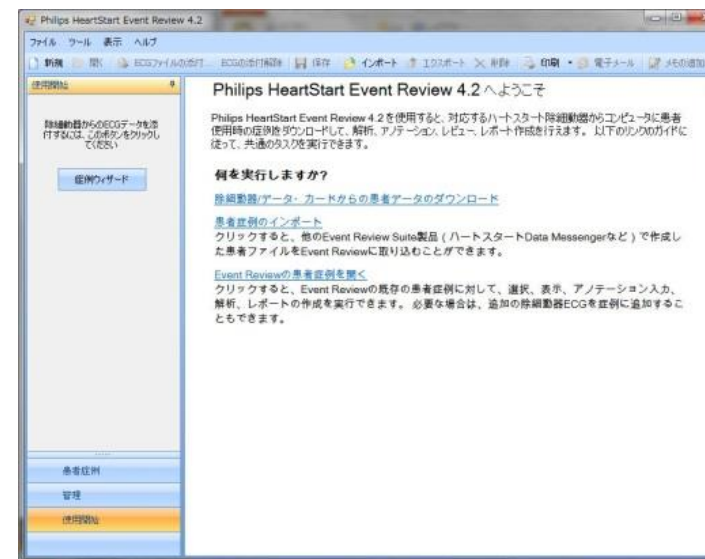 Philips HeartStart Event Review 4.2
ファイル ツール 表示 ヘルプ
新規 開く ECGファイルの添付... ECGの添付解除 保存 インポート エクスポート 削除 印刷 電子メール メモの追加
使用開始
除細動器からのECGデータを添
付するには、このボタンをクリックし
てください
症例ウィザード
Philips HeartStart Event Review 4.2 へようこそ
Philips HeartStart Event Review 4.2 を使用すると、対応するハートスタート除細動器からコンピュータに患者
使用時の症例をダウンロードして、解析、アノテーション、レビュー、レポート作成を行えます。 以下のリンクのガイドに
従って、共通のタスクを実行できます。
何を実行しますか?
除細動器/データ・カードからの患者データのダウンロード
患者症例のインポート
クリックすると、他のEvent Review Suite製品 ( ハートスタートData Messengerなど ) で作成し
た患者ファイルをEvent Reviewに取り込むことができます。
Event Reviewの患者症例を開く
クリックすると、Event Reviewの既存の患者症例に対して、選択、表示、アノテーション入力、
解析、レポートの作成を実行できます。 必要な場合は、追加の除細動器ECGを症例に追加するこ
ともできます。
患者症例
管理
使用開始